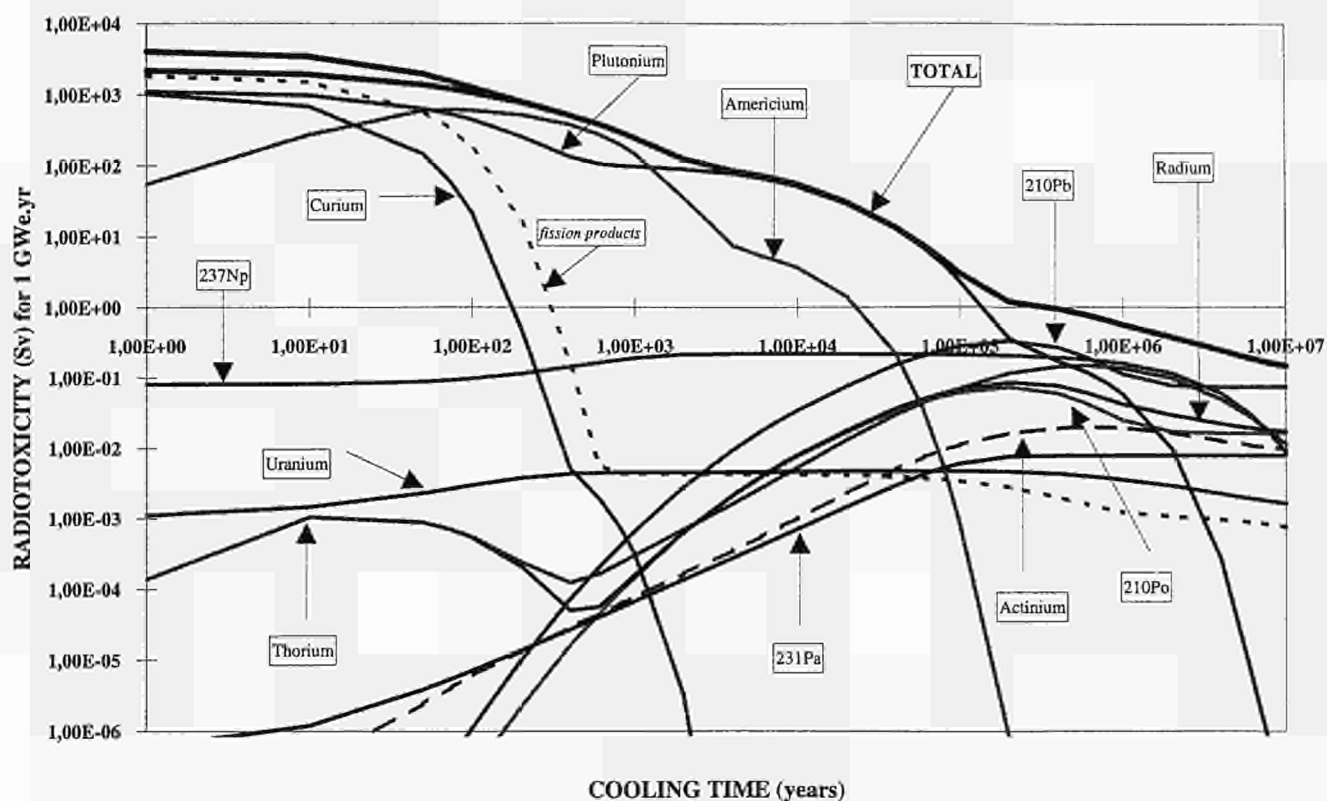 1,00E+04
1,00E+03
1,00E+02
1,00E+01
1,00E+00
1,00E-01
1,00E-02
1,00E-03
1,00E-04
1,00E-05
1,00E-06
RADIOTOXICITY (Sv) for 1 GWe.yr
Plutonium
TOTAL
Americium
Radium
210Pb
Curium
fission products
237Np
1,00E+00 1,00E+01 1,00E+02 1,00E+03 1,00E+04 1,00E+05 1,00E+06 1,00E+07
Uranium
Thorium
231Pa
Actinium
210Po
COOLING TIME (years)